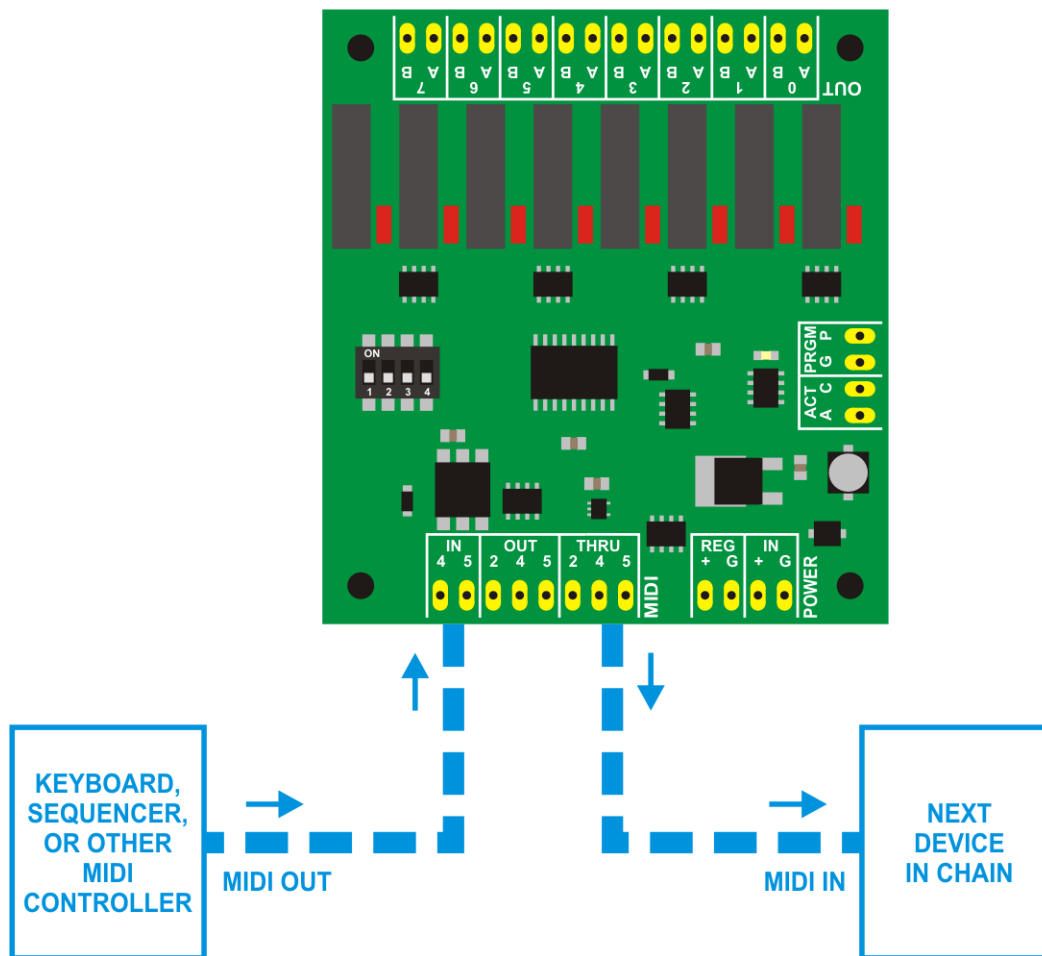 7 6 5 4 3 2 1 0 OUT
B A B A B A B A B A B A B A B A
ON
1 2 3 4
PRGM
G P
ACT
A C
IN OUT THRU
4 5 2 4 5 2 4 5
MIDI
REG IN
+ G + G
POWER
KEYBOARD,
SEQUENCER,
OR OTHER
MIDI
CONTROLLER
MIDI OUT
MIDI IN
NEXT
DEVICE
IN CHAIN